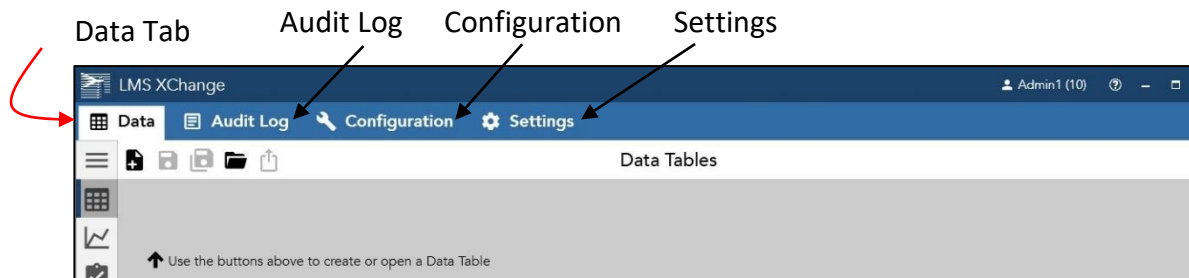 Data Tab Audit Log Configuration Settings
LMS XChange Admin1 (10)
Data Audit Log Configuration Settings
Data Tables
Use the buttons above to create or open a Data Table